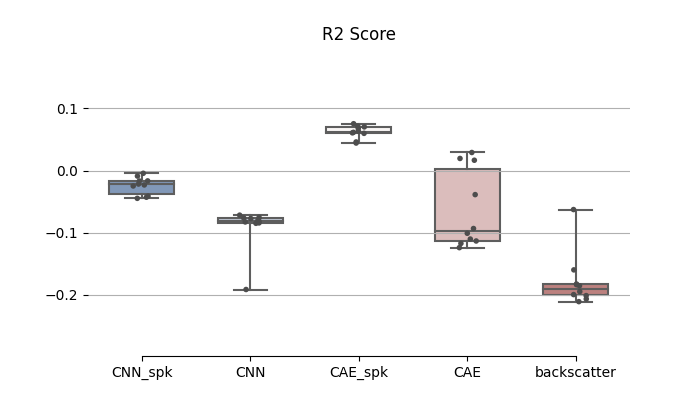 R2 Score
0.1
0.0
−0.1
−0.2
CNN_spk
CNN
CAE_spk
CAE
backscatter